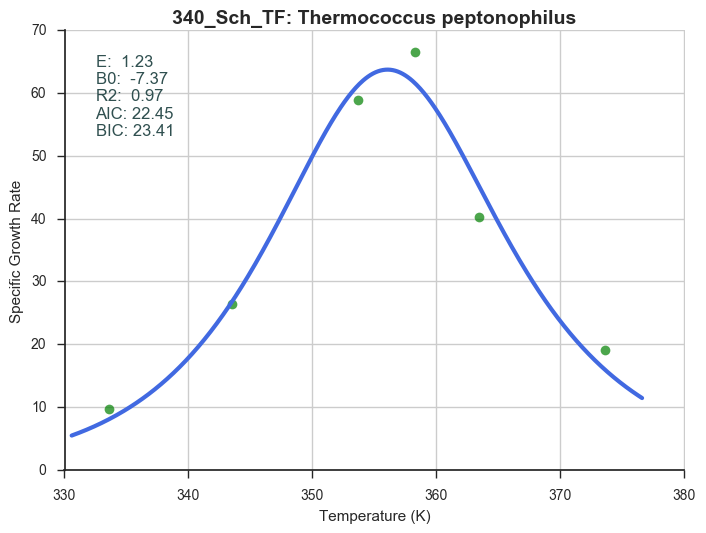 340_Sch_TF: Thermococcus peptonophilus
E:  1.23
B0:  -7.37
R2:  0.97
AIC: 22.45
BIC: 23.41
Specific Growth Rate
70
60
50
40
30
20
10
0
330 340 350 360 370 380
Temperature (K)